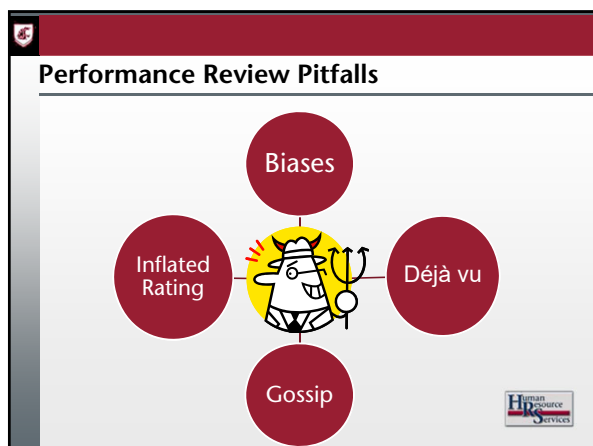 Performance Review Pitfalls
Biases
Inflated
Rating
Déjà vu
Gossip
Human
Resource
Services